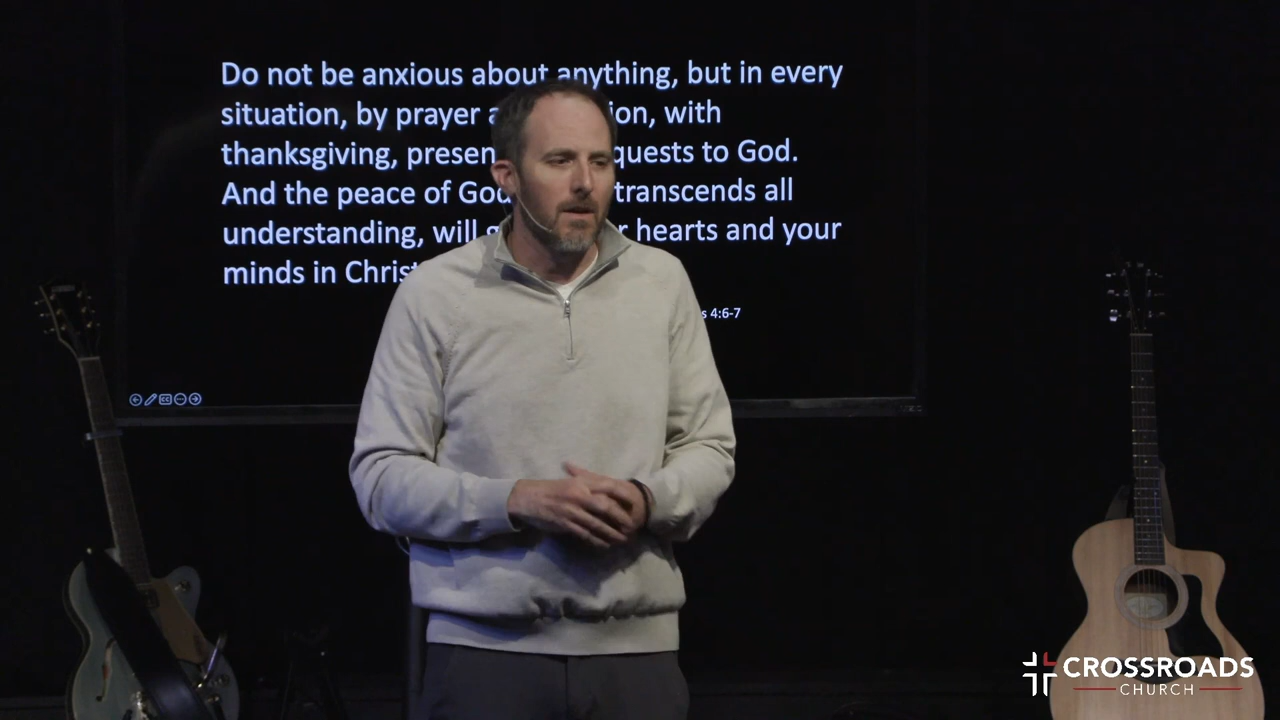 Do not be anxious about anything, but in every
situation, by prayer a ion, with
thanksgiving, presen quests to God.
And the peace of God transcends all
understanding, will g r hearts and your
minds in Christ
s 4:6-7
CROSSROADS
CHURCH